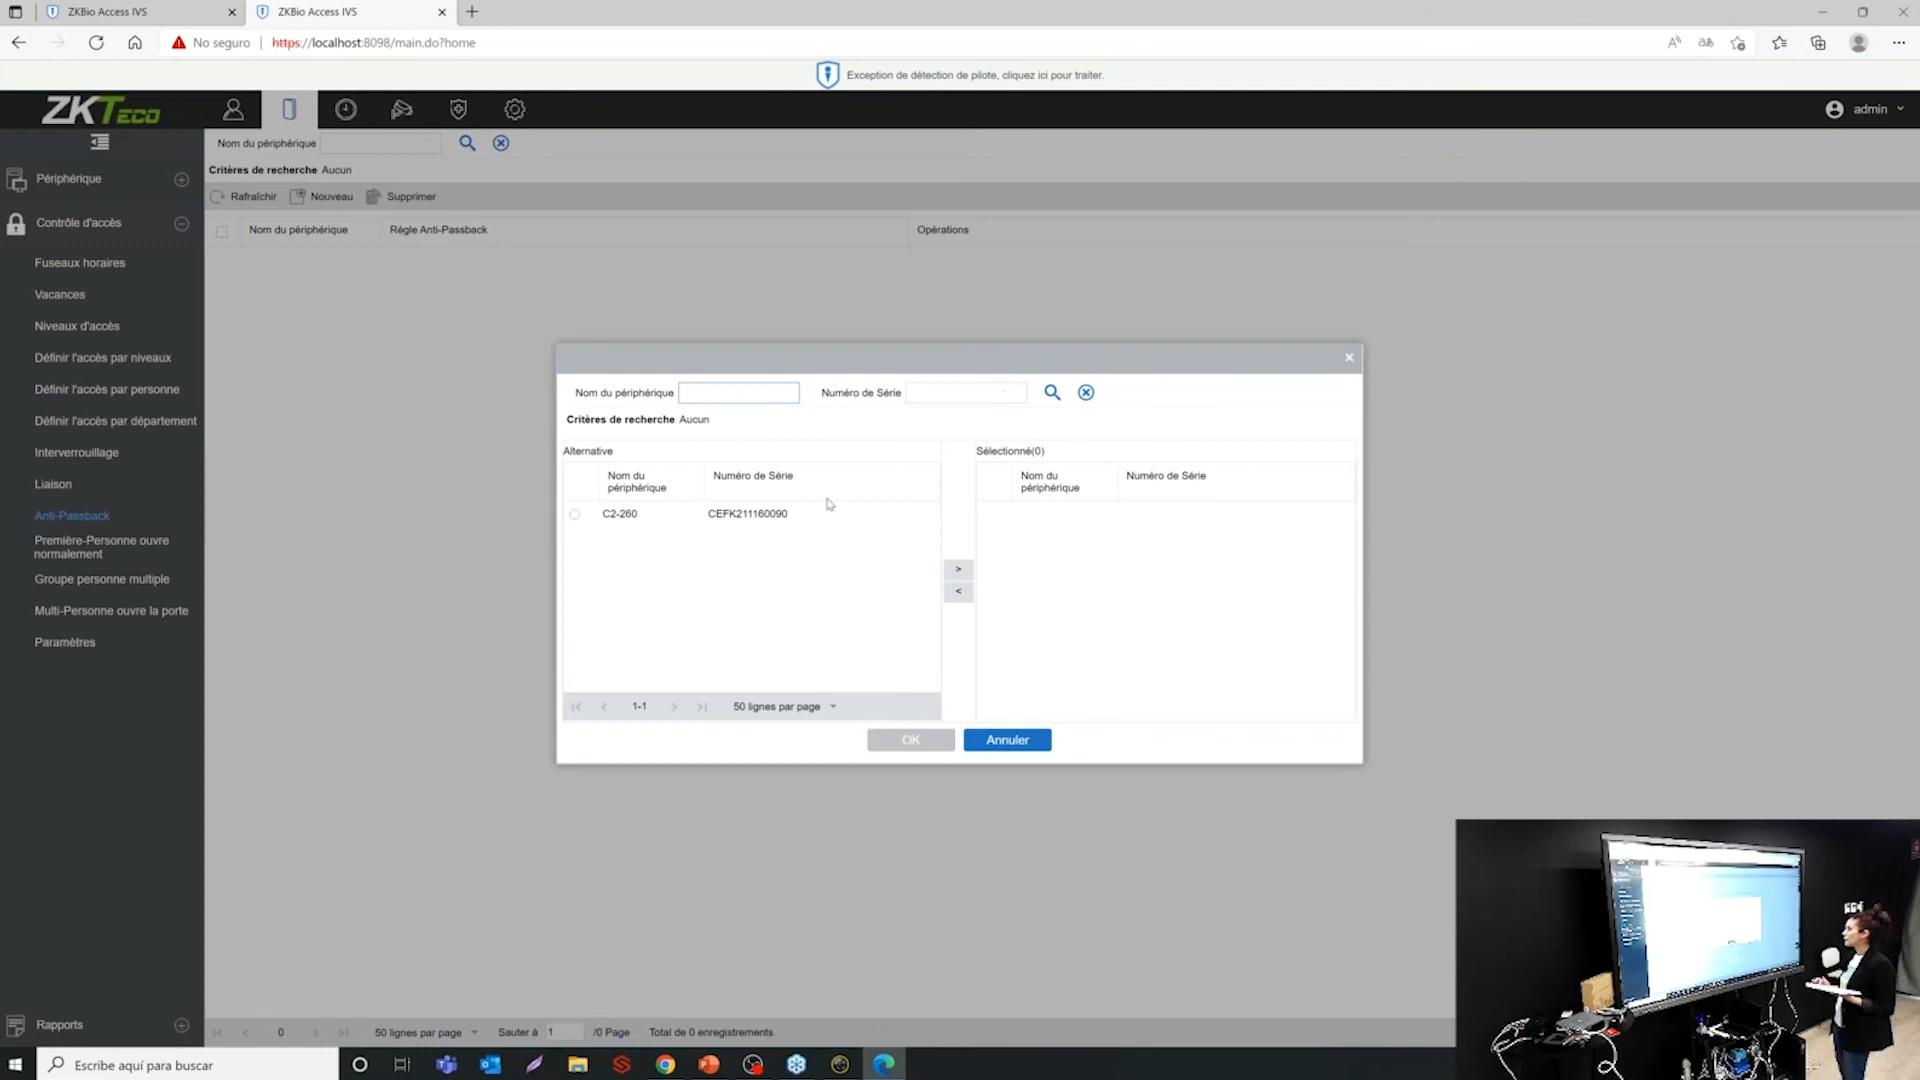 ZKBio Access IVS
ZKBio Access IVS
No seguro
https://localhost:8098/main.do?home
Exception de détection de pilote, cliquez ici pour traiter.
ZKTECO
admin
Nom du périphérique
Critères de recherche Aucun
Rafraîchir
Nouveau
Supprimer
Nom du périphérique
Règle Anti-Passback
Opérations
Périphérique
Contrôle d'accès
Fuseaux horaires
Vacances
Niveaux d'accès
Définir l'accès par niveaux
Définir l'accès par personne
Définir l'accès par département
Interverrouillage
Liaison
Anti-Passback
Première-Personne ouvre
normalement
Groupe personne multiple
Multi-Personne ouvre la porte
Paramètres
Rapports
Nom du périphérique
Numéro de Série
Critères de recherche Aucun
Alternative
Nom du
périphérique
Numéro de Série
C2-260
CEFK211160090
>
<
Sélectionné(0)
Nom du
périphérique
Numéro de Série
1-1
50 lignes par page
OK
Annuler
0
50 lignes par page
Sauter à
1
/0 Page
Total de 0 enregistrements
Escribe aquí para buscar